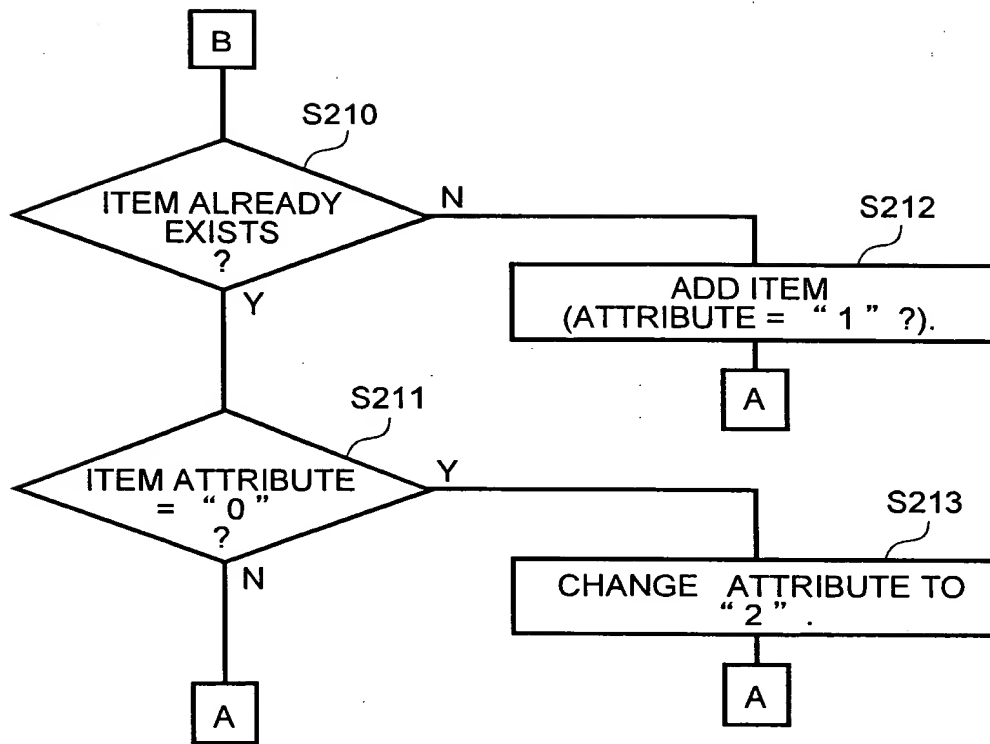 B
S210
ITEM ALREADY
EXISTS
?
N
Y
S212
ADD ITEM
(ATTRIBUTE = “ 1 ” ?).
A
S211
ITEM ATTRIBUTE
= “ 0 ”
?
Y
N
S213
CHANGE ATTRIBUTE TO
“ 2 ” .
A
A